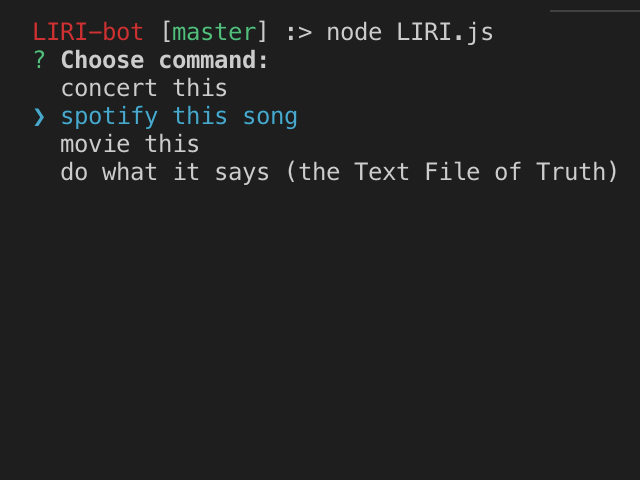 LIRI-bot [master] :> node LIRI.js
? Choose command:
concert this
❯ spotify this song
movie this
do what it says (the Text File of Truth)